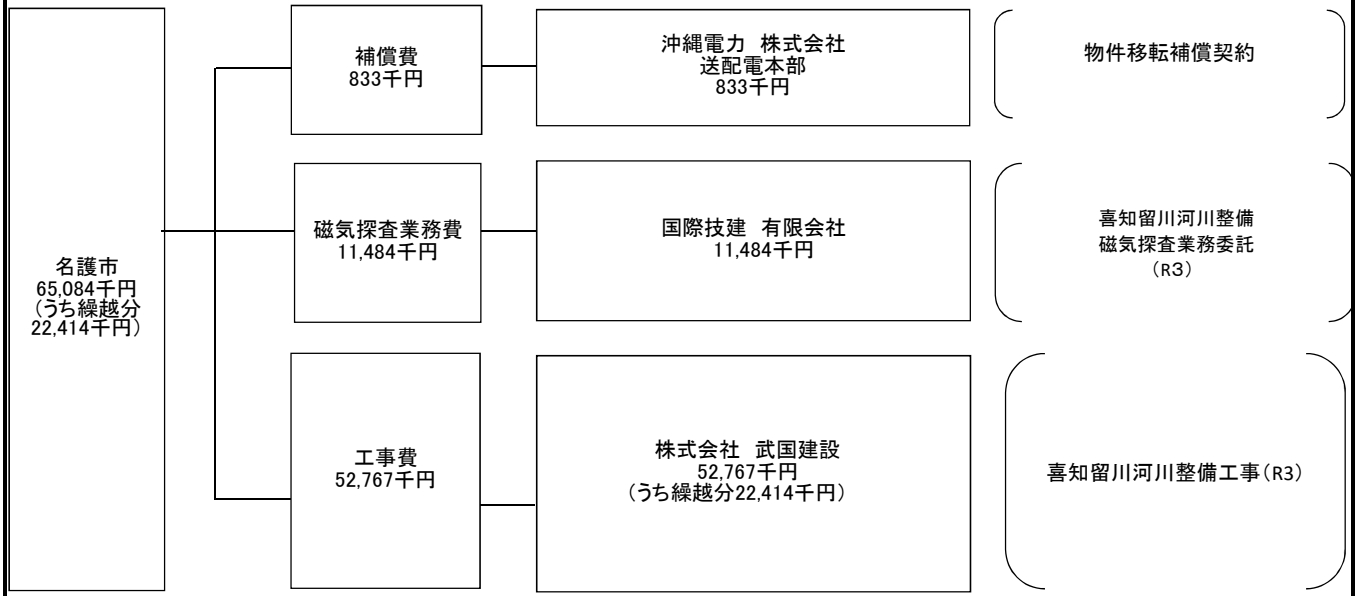 名護市
65,084千円
(うち繰越分
22,414千円)
補償費
833千円
沖縄電力 株式会社
送配電本部
833千円
物件移転補償契約
磁気探査業務費
11,484千円
国際技建 有限会社
11,484千円
喜知留川河川整備
磁気探査業務委託
(R3)
工事費
52,767千円
株式会社 武国建設
52,767千円
(うち繰越分22,414千円)
喜知留川河川整備工事(R3)